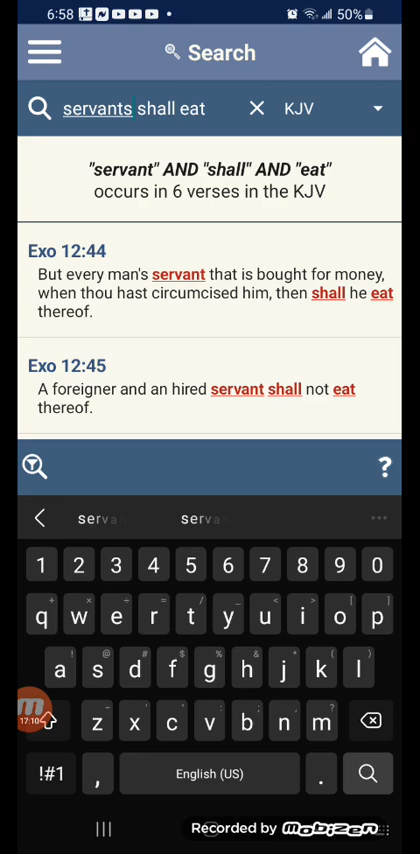 6:58 50%
Search
servants shall eat KJV
"servant" AND "shall" AND "eat"
occurs in 6 verses in the KJV
Exo 12:44
But every man's servant that is bought for money,
when thou hast circumcised him, then shall he eat
thereof.
Exo 12:45
A foreigner and an hired servant shall not eat
thereof.
?
serva serva ...
1 2 3 4 5 6 7 8 9 0
+ × ÷ = / _ < > [ ]
q w e r t y u i o p
! @ # $ % & * ( )
a s d f g h j k l
- ' " : ; ?
z x c v b n m
17:10
!#1 , English (US) .
Recorded by MOBIZEN